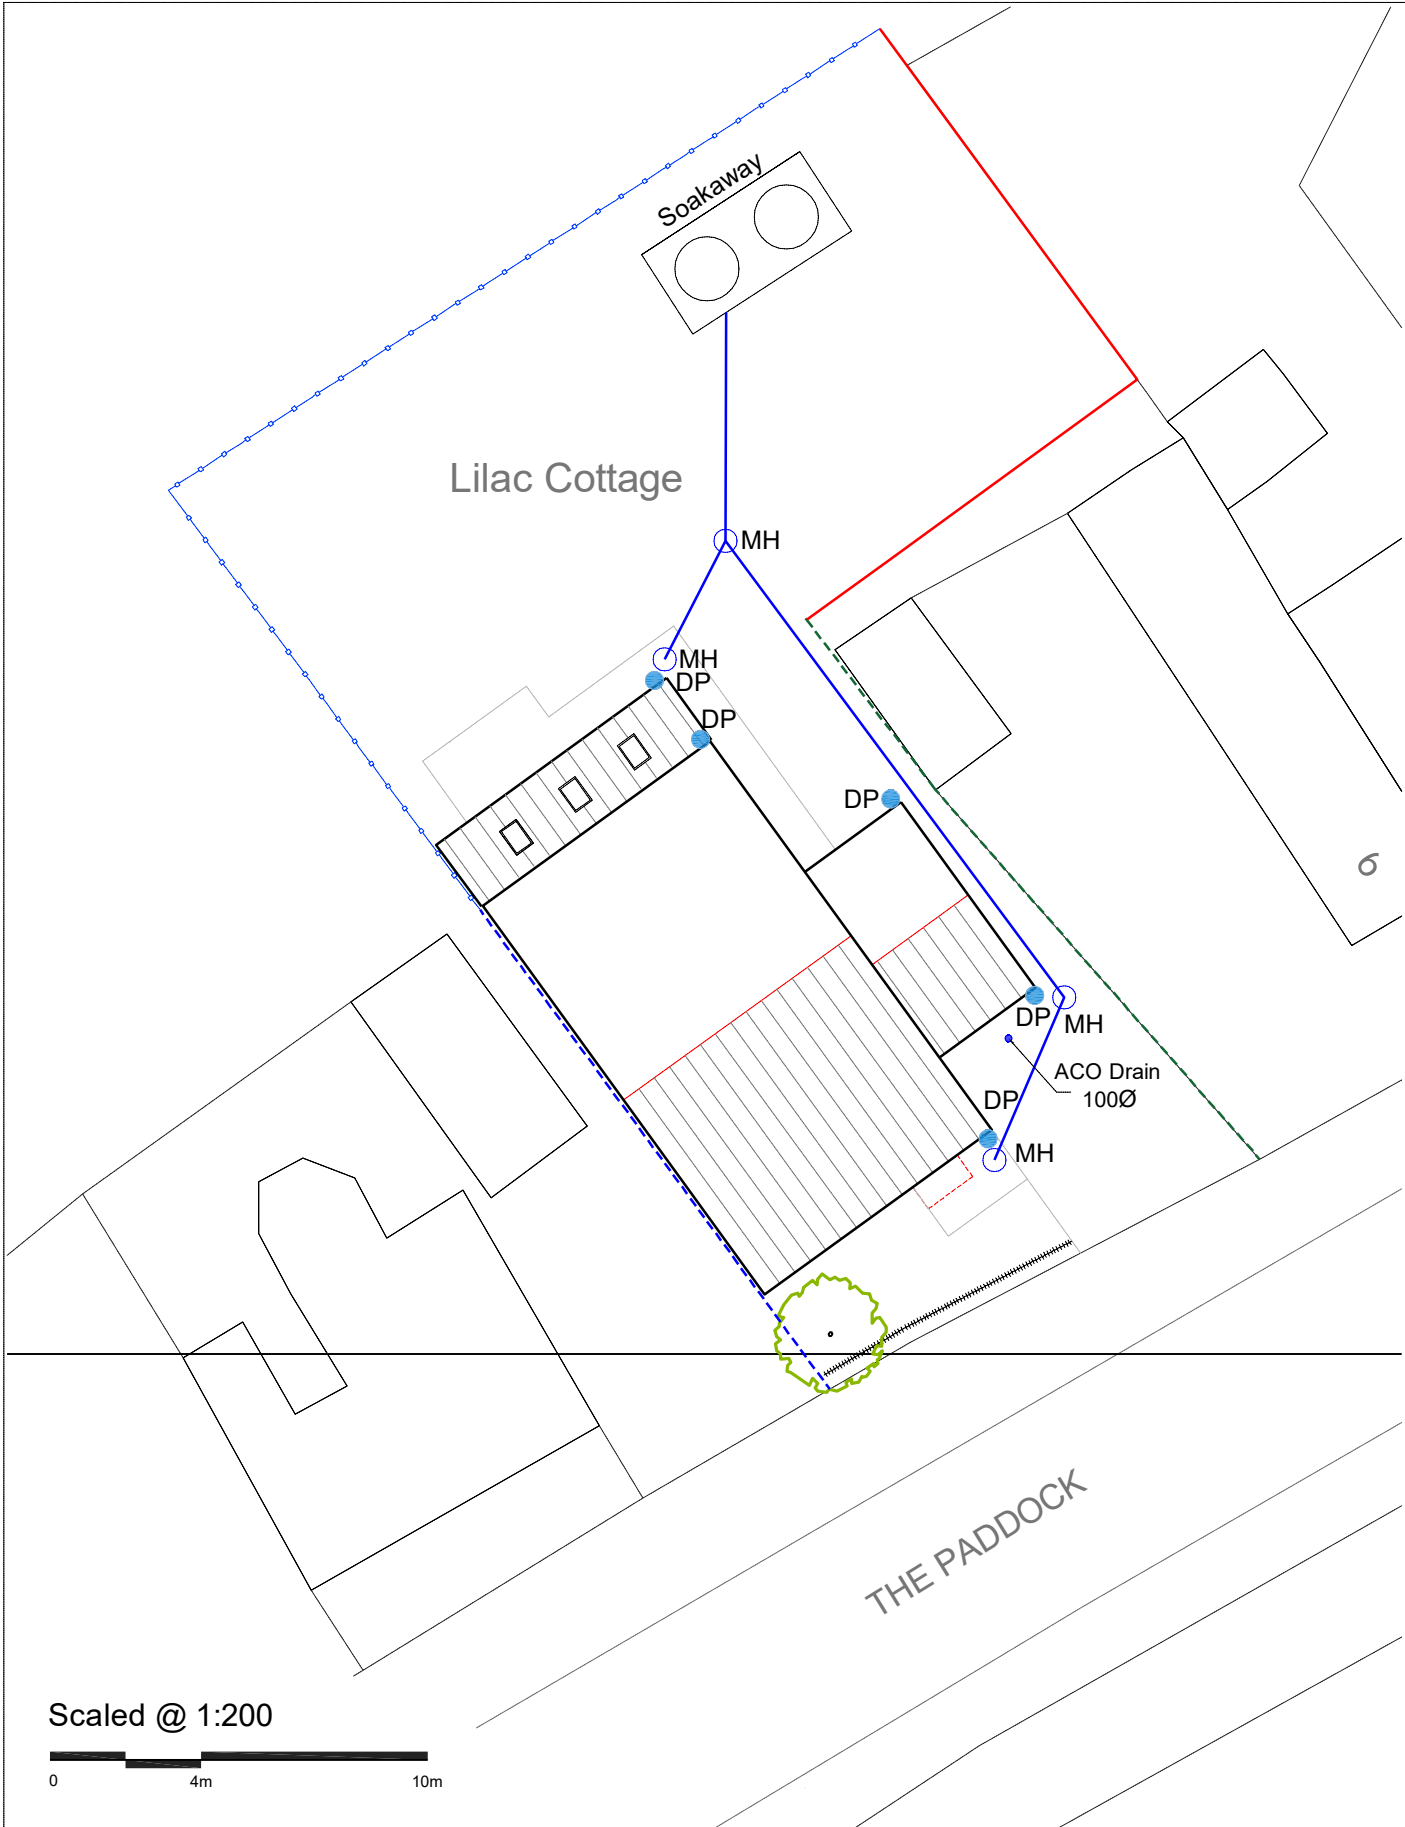 Soakaway
Lilac Cottage
MH
MH
DP
DP
DP
6
DP
MH
ACO Drain
100Ø
DP
MH
THE PADDOCK
Scaled @ 1:200
0
4m
10m